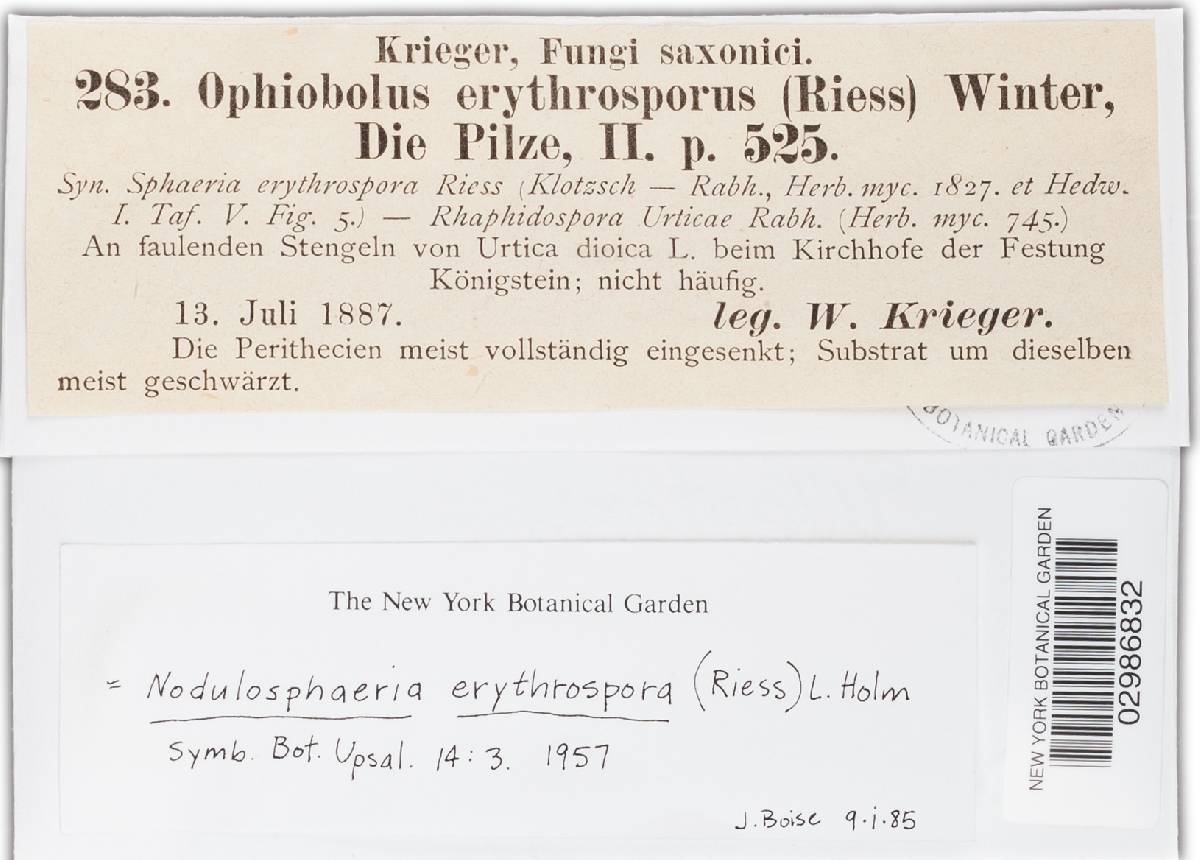 Krieger, Fungi saxonici.
283. Ophiobolus erythrosporus (Riess) Winter,
Die Pilze, II. p. 525.
Syn. Sphaeria erythrospora Riess (Klotzsch — Rabh., Herb. myc. 1827. et Hedw.
I. Taf. V. Fig. 5.) — Rhaphidospora Urticae Rabh. (Herb. myc. 745.)
An faulenden Stengeln von Urtica dioica L. beim Kirchhofe der Festung
Königstein; nicht häufig.
13. Juli 1887. leg. W. Krieger.
Die Perithecien meist vollständig eingesenkt; Substrat um dieselben
meist geschwärzt.
BOTANICAL GARDEN
The New York Botanical Garden
= Nodulosphaeria erythrospora (Riess) L. Holm
Symb. Bot. Upsal. 14:3. 1957
J. Boise 9·i·85
NEW YORK BOTANICAL GARDEN
02986832